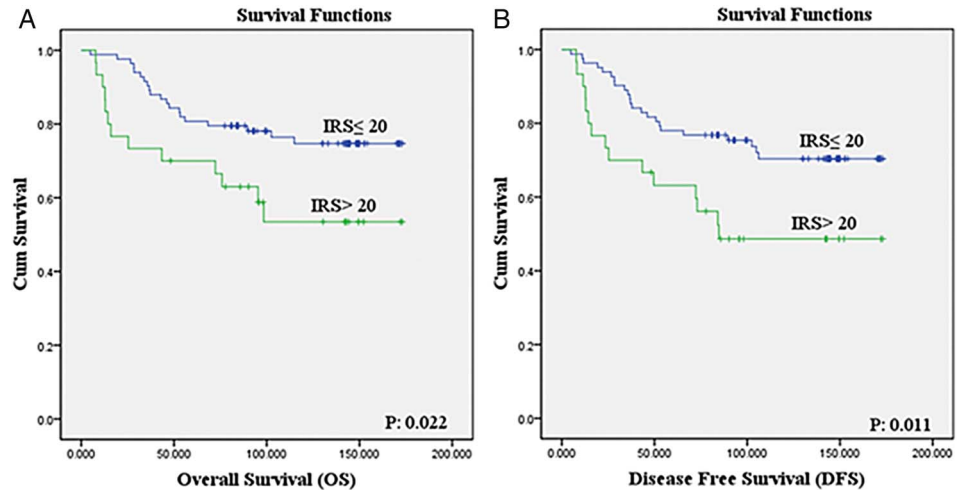 A
Survival Functions
Cum Survival
1.0
0.8
0.6
0.4
0.2
0.0
IRS≤ 20
IRS> 20
P: 0.022
0.000 50.000 100.000 150.000 200.000
Overall Survival (OS)
B
Survival Functions
Cum Survival
1.0
0.8
0.6
0.4
0.2
0.0
IRS≤ 20
IRS> 20
P: 0.011
0.000 50.000 100.000 150.000 200.000
Disease Free Survival (DFS)